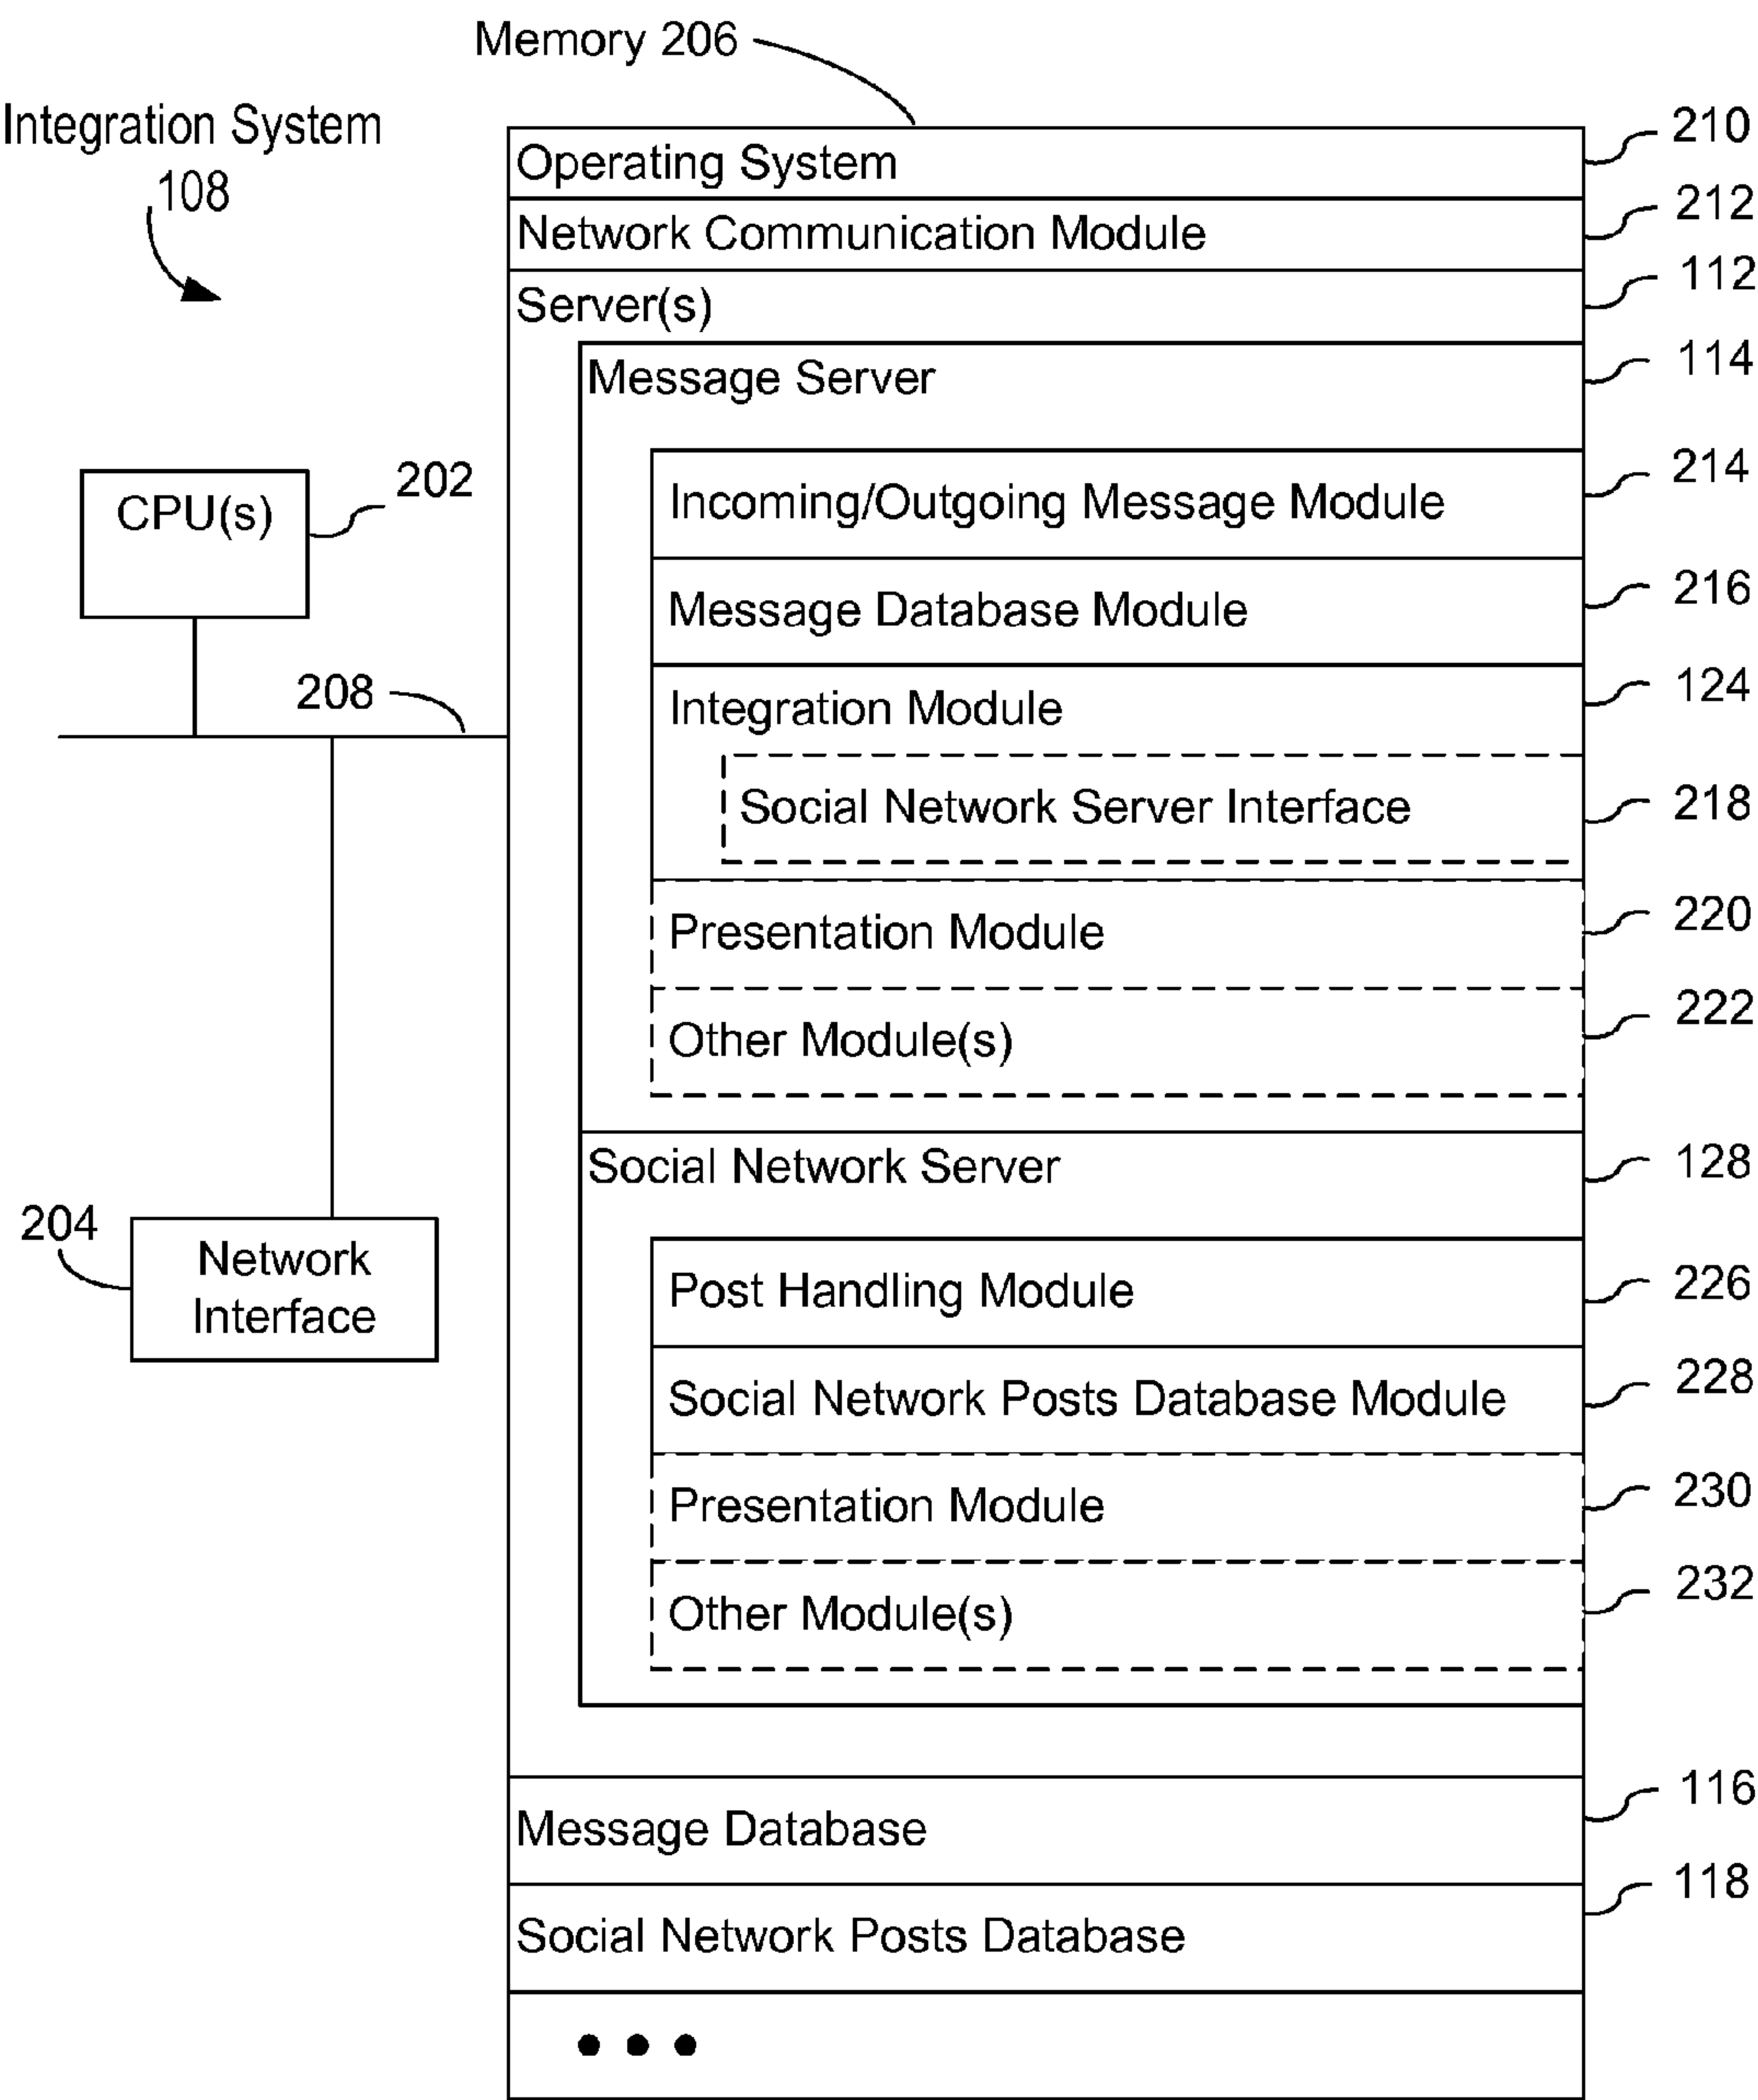 Memory 206
Integration System
108
Operating System
210
Network Communication Module
212
Server(s)
112
Message Server
114
Incoming/Outgoing Message Module
214
CPU(s)
202
Message Database Module
216
Integration Module
124
208
Social Network Server Interface
218
Presentation Module
220
Other Module(s)
222
Social Network Server
128
204
Network
Interface
Post Handling Module
226
Social Network Posts Database Module
228
Presentation Module
230
Other Module(s)
232
Message Database
116
Social Network Posts Database
118
• • •